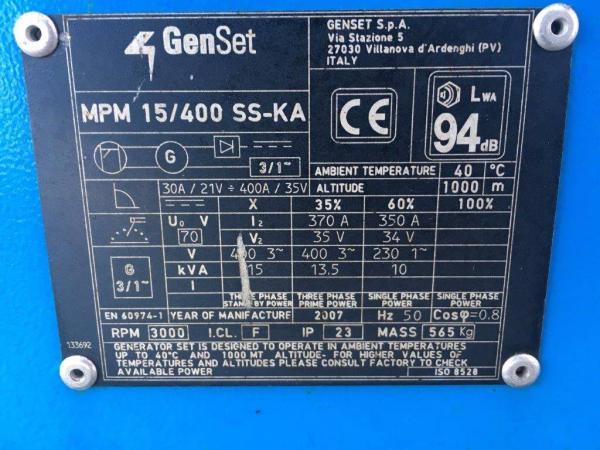 GenSet
GENSET S.p.A.
Via Stazione 5
27030 Villanova d'Ardenghi (PV)
ITALY
MPM 15/400 SS-KA
CE
LWA
94dB
G
3/1~
AMBIENT TEMPERATURE 40 °C
30A / 21V ÷ 400A / 35V ALTITUDE 1000 m
X 35% 60% 100%
U₀ V I₂ 370 A 350 A
70 V₂ 35 V 34 V
G
3/1~
V 400 3~ 400 3~ 230 1~
kVA 15 13.5 10
I
THREE PHASE STAND BY POWER THREE PHASE PRIME POWER SINGLE PHASE POWER SINGLE PHASE POWER
EN 60974-1 YEAR OF MANIFACTURE 2007 Hz 50 Cosφ=0.8
RPM 3000 I.CL. F IP 23 MASS 565 Kg
133692
GENERATOR SET IS DESIGNED TO OPERATE IN AMBIENT TEMPERATURES
UP TO 40°C AND 1000 MT ALTITUDE- FOR HIGHER VALUES OF
TEMPERATURES AND ALTITUDES PLEASE CONSULT FACTORY TO CHECK
AVAILABLE POWER ISO 8528